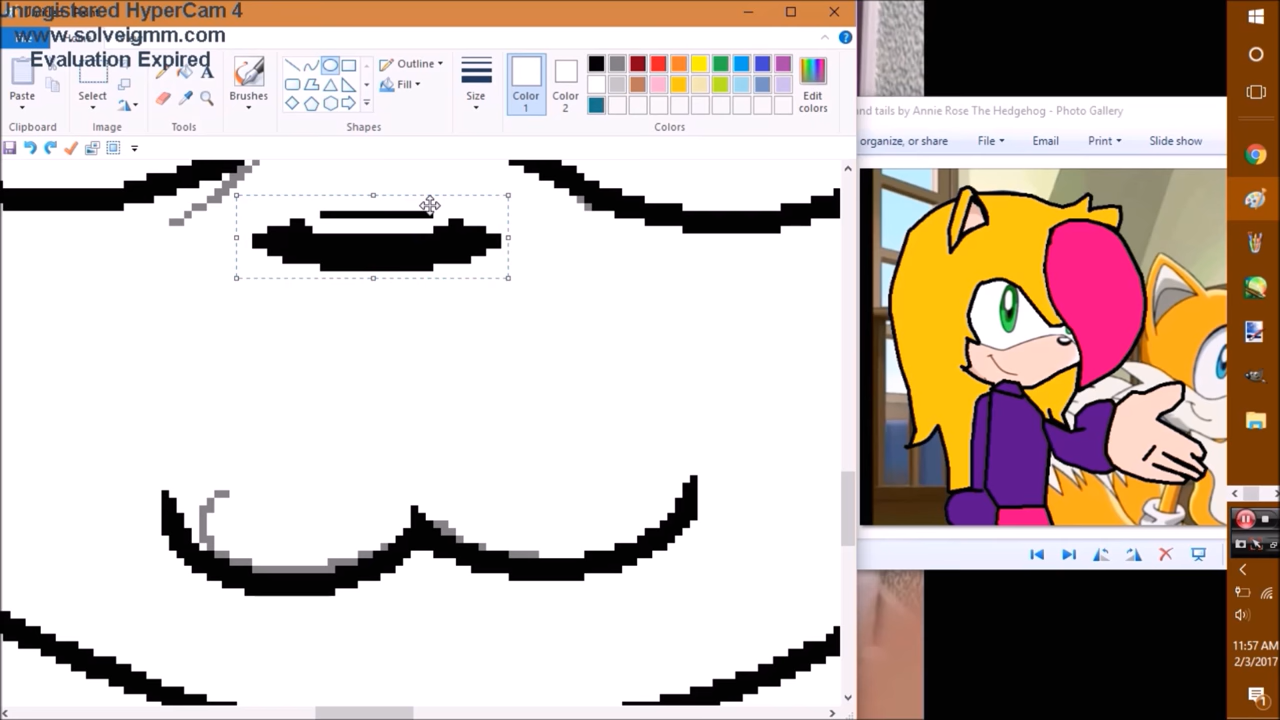 Unregistered HyperCam 4
www.solveigmm.com
Evaluation Expired
Outline
Fill
Paste
Select
Brushes
Size
Color
1
Color
2
Edit
colors
Clipboard
Image
Tools
Shapes
Colors
and tails by Annie Rose The Hedgehog - Photo Gallery
organize, or share
File
Email
Print
Slide show
11:57 AM
2/3/2017
1